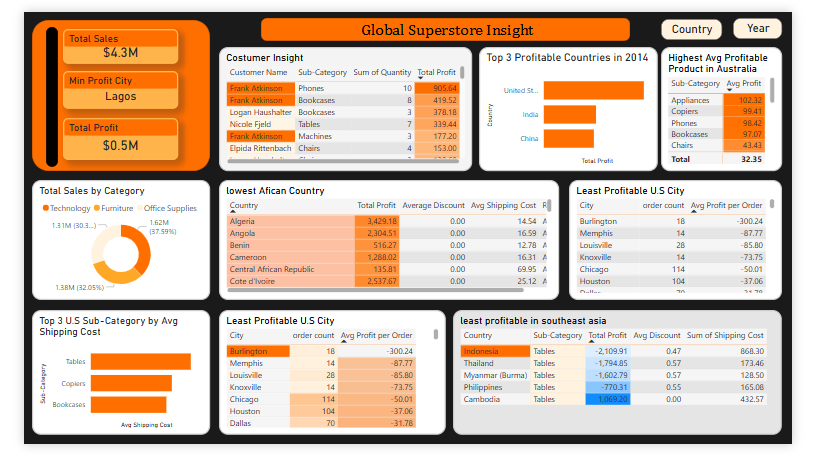 Global Superstore Insight
Country
Year
Total Sales
$4.3M
Min Profit City
Lagos
Total Profit
$0.5M
Costumer Insight
Customer Name Sub-Category Sum of Quantity Total Profit
Frank Atkinson Phones 10 905.64
Frank Atkinson Bookcases 8 419.52
Logan Haushalter Bookcases 3 378.18
Nicole Fjeld Tables 7 339.44
Frank Atkinson Machines 3 177.20
Elpida Rittenbach Chairs 4 153.00
Top 3 Profitable Countries in 2014
Country
United St...
India
China
Total Profit
Highest Avg Profitable
Product in Australia
Sub-Category Avg Profit
Appliances 102.32
Copiers 99.41
Phones 98.42
Bookcases 97.07
Chairs 43.43
Total 32.35
Total Sales by Category
Technology Furniture Office Supplies
1.31M (30.3...)
1.62M
(37.59%)
1.38M (32.05%)
lowest Afican Country
Country Total Profit Average Discount Avg Shipping Cost R
Algeria 3,429.18 0.00 14.54 A
Angola 2,304.51 0.00 16.59 A
Benin 516.27 0.00 12.78 A
Cameroon 1,288.02 0.00 16.31 A
Central African Republic 135.81 0.00 69.95 A
Cote d'Ivoire 2,537.67 0.00 25.12 A
Least Profitable U.S City
City order count Avg Profit per Order
Burlington 18 -300.24
Memphis 14 -87.77
Louisville 28 -85.80
Knoxville 14 -73.75
Chicago 114 -50.01
Houston 104 -37.06
Dallas 70 -31.78
Top 3 U.S Sub-Category by Avg
Shipping Cost
Sub-Category
Tables
Copiers
Bookcases
Avg Shipping Cost
Least Profitable U.S City
City order count Avg Profit per Order
Burlington 18 -300.24
Memphis 14 -87.77
Louisville 28 -85.80
Knoxville 14 -73.75
Chicago 114 -50.01
Houston 104 -37.06
Dallas 70 -31.78
least profitable in southeast asia
Country Sub-Category Total Profit Avg Discount Sum of Shipping Cost
Indonesia Tables -2,109.91 0.47 868.30
Thailand Tables -1,794.85 0.57 173.46
Myanmar (Burma) Tables -1,602.79 0.57 128.50
Philippines Tables -770.31 0.55 165.08
Cambodia Tables 1,069.20 0.00 432.57